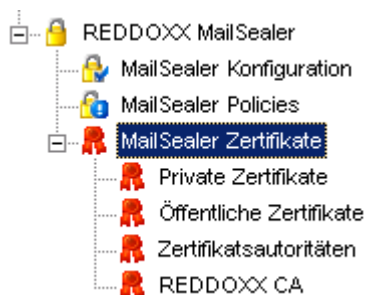 REDDOXX MailSealer
MailSealer Konfiguration
MailSealer Policies
MailSealer Zertifikate
Private Zertifikate
Öffentliche Zertifikate
Zertifikatsautoritäten
REDDOXX CA